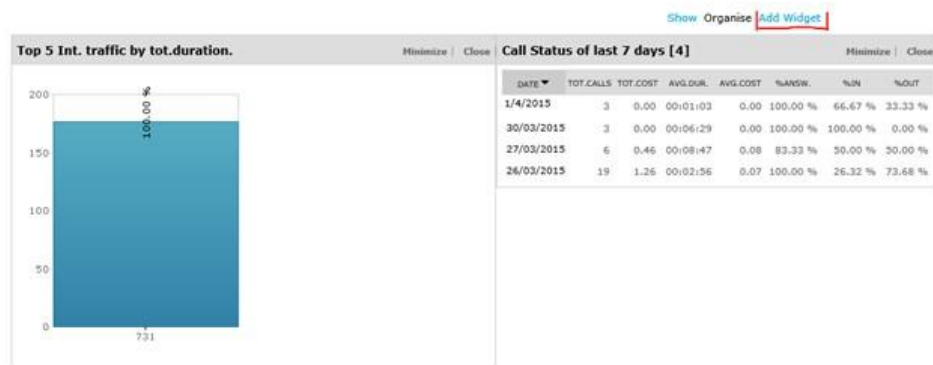 Show Organise Add Widget
Top 5 Int. traffic by tot.duration. Minimize | Close
200
150
100
50
0
100.00 %
731
Call Status of last 7 days [4] Minimize | Close
DATE TOT.CALLS TOT.COST AVG.DUR. AVG.COST %ANSW. %IN %OUT
1/4/2015 3 0.00 00:01:03 0.00 100.00 % 66.67 % 33.33 %
30/03/2015 3 0.00 00:06:29 0.00 100.00 % 100.00 % 0.00 %
27/03/2015 6 0.46 00:08:47 0.08 83.33 % 50.00 % 50.00 %
26/03/2015 19 1.26 00:02:56 0.07 100.00 % 26.32 % 73.68 %